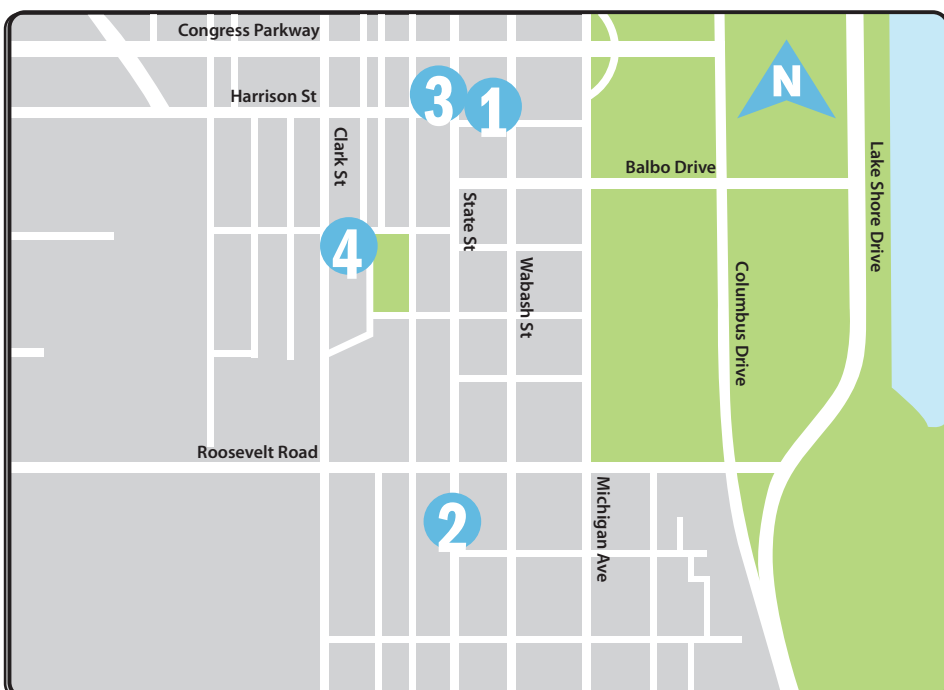 Congress Parkway
N
Harrison St
3
1
Clark St
Balbo Drive
Lake Shore Drive
State St
4
Wabash St
Columbus Drive
Roosevelt Road
Michigan Ave
2